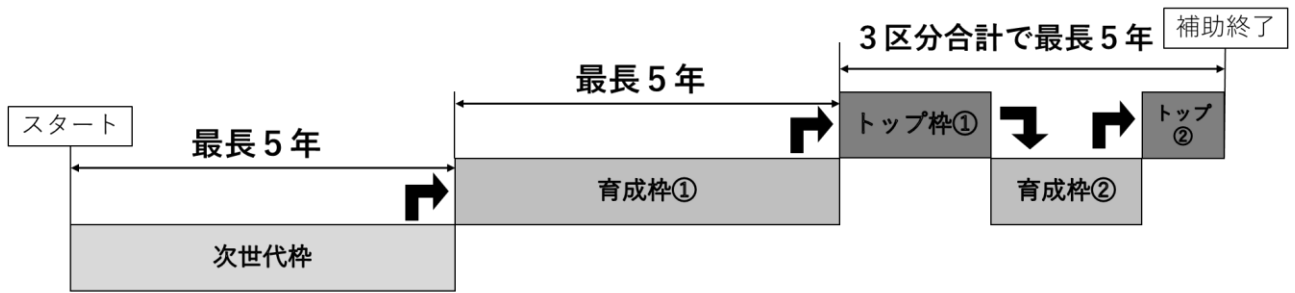 スタート
最長5年
次世代枠
最長5年
育成枠①
3区分合計で最長5年
補助終了
トップ枠①
育成枠②
トップ
②